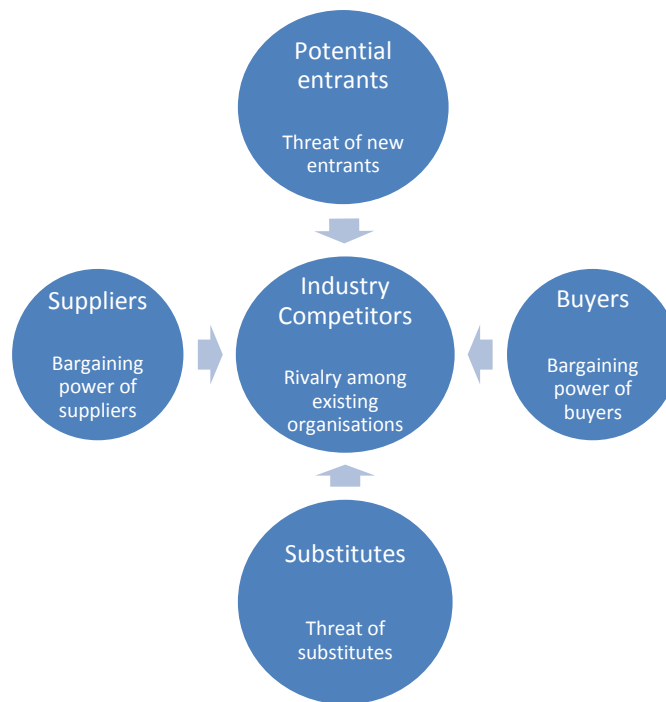 Potential
entrants
Threat of new
entrants
Suppliers
Bargaining
power of
suppliers
Industry
Competitors
Rivalry among
existing
organisations
Buyers
Bargaining
power of
buyers
Substitutes
Threat of
substitutes